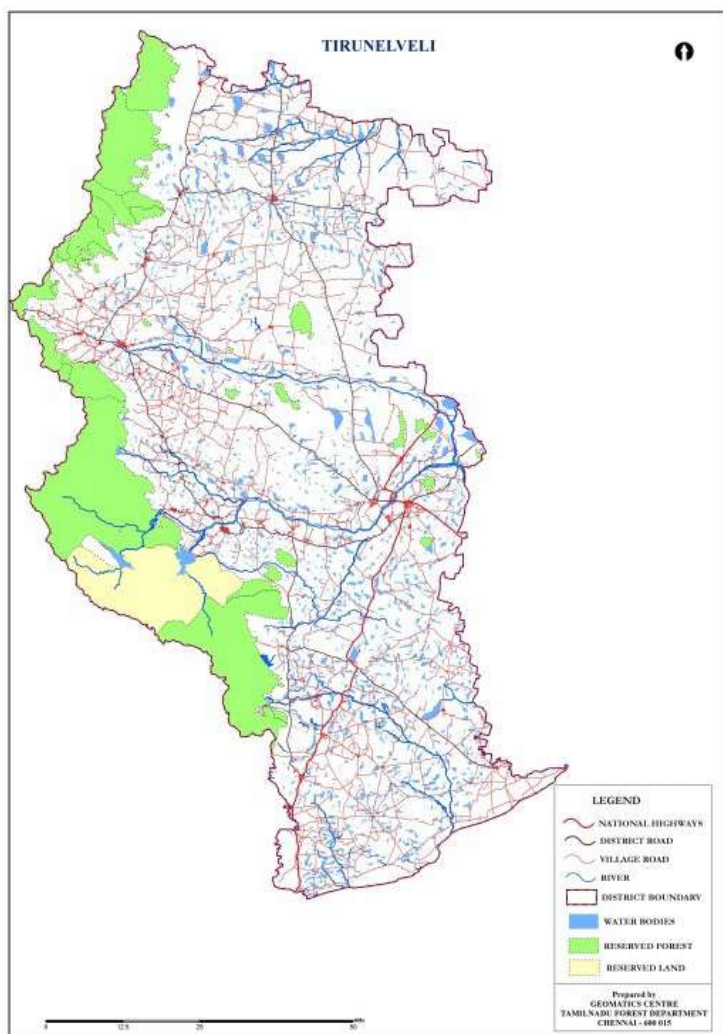 TIRUNELVELI
LEGEND
NATIONAL HIGHWAYS
DISTRICT ROAD
VILLAGE ROAD
RIVER
DISTRICT BOUNDARY
WATER BODIES
RESERVED FOREST
RESERVED LAND
Prepared by
GEOMATICS CENTRE
TAMILNADU FOREST DEPARTMENT
CHENNAI - 600 015
0 12.5 25 50